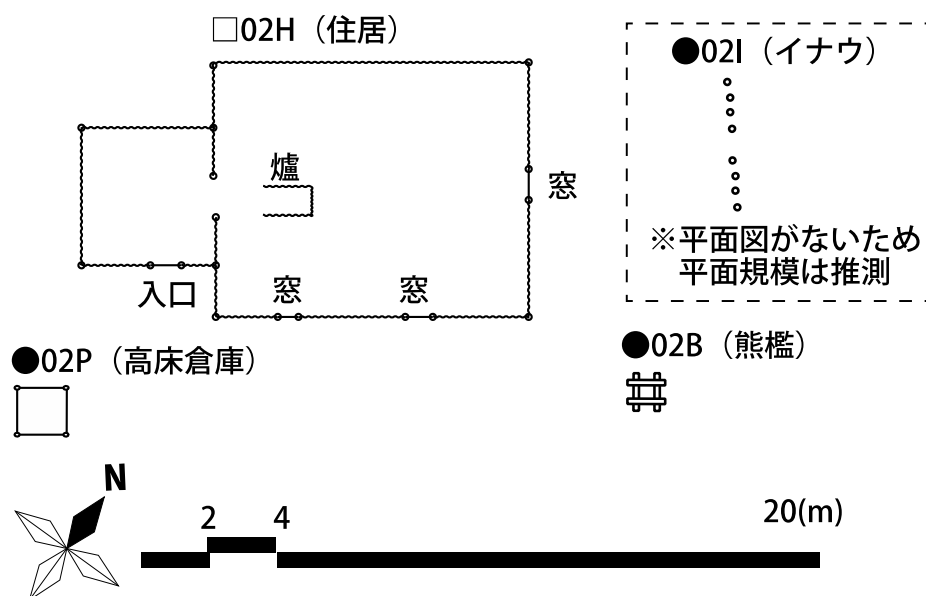 □02H（住居）
●02I（イナウ）
爐
窓
※平面図がないため
平面規模は推測
入口
窓
窓
●02P（高床倉庫）
●02B（熊檻）
N
2
4
20(m)